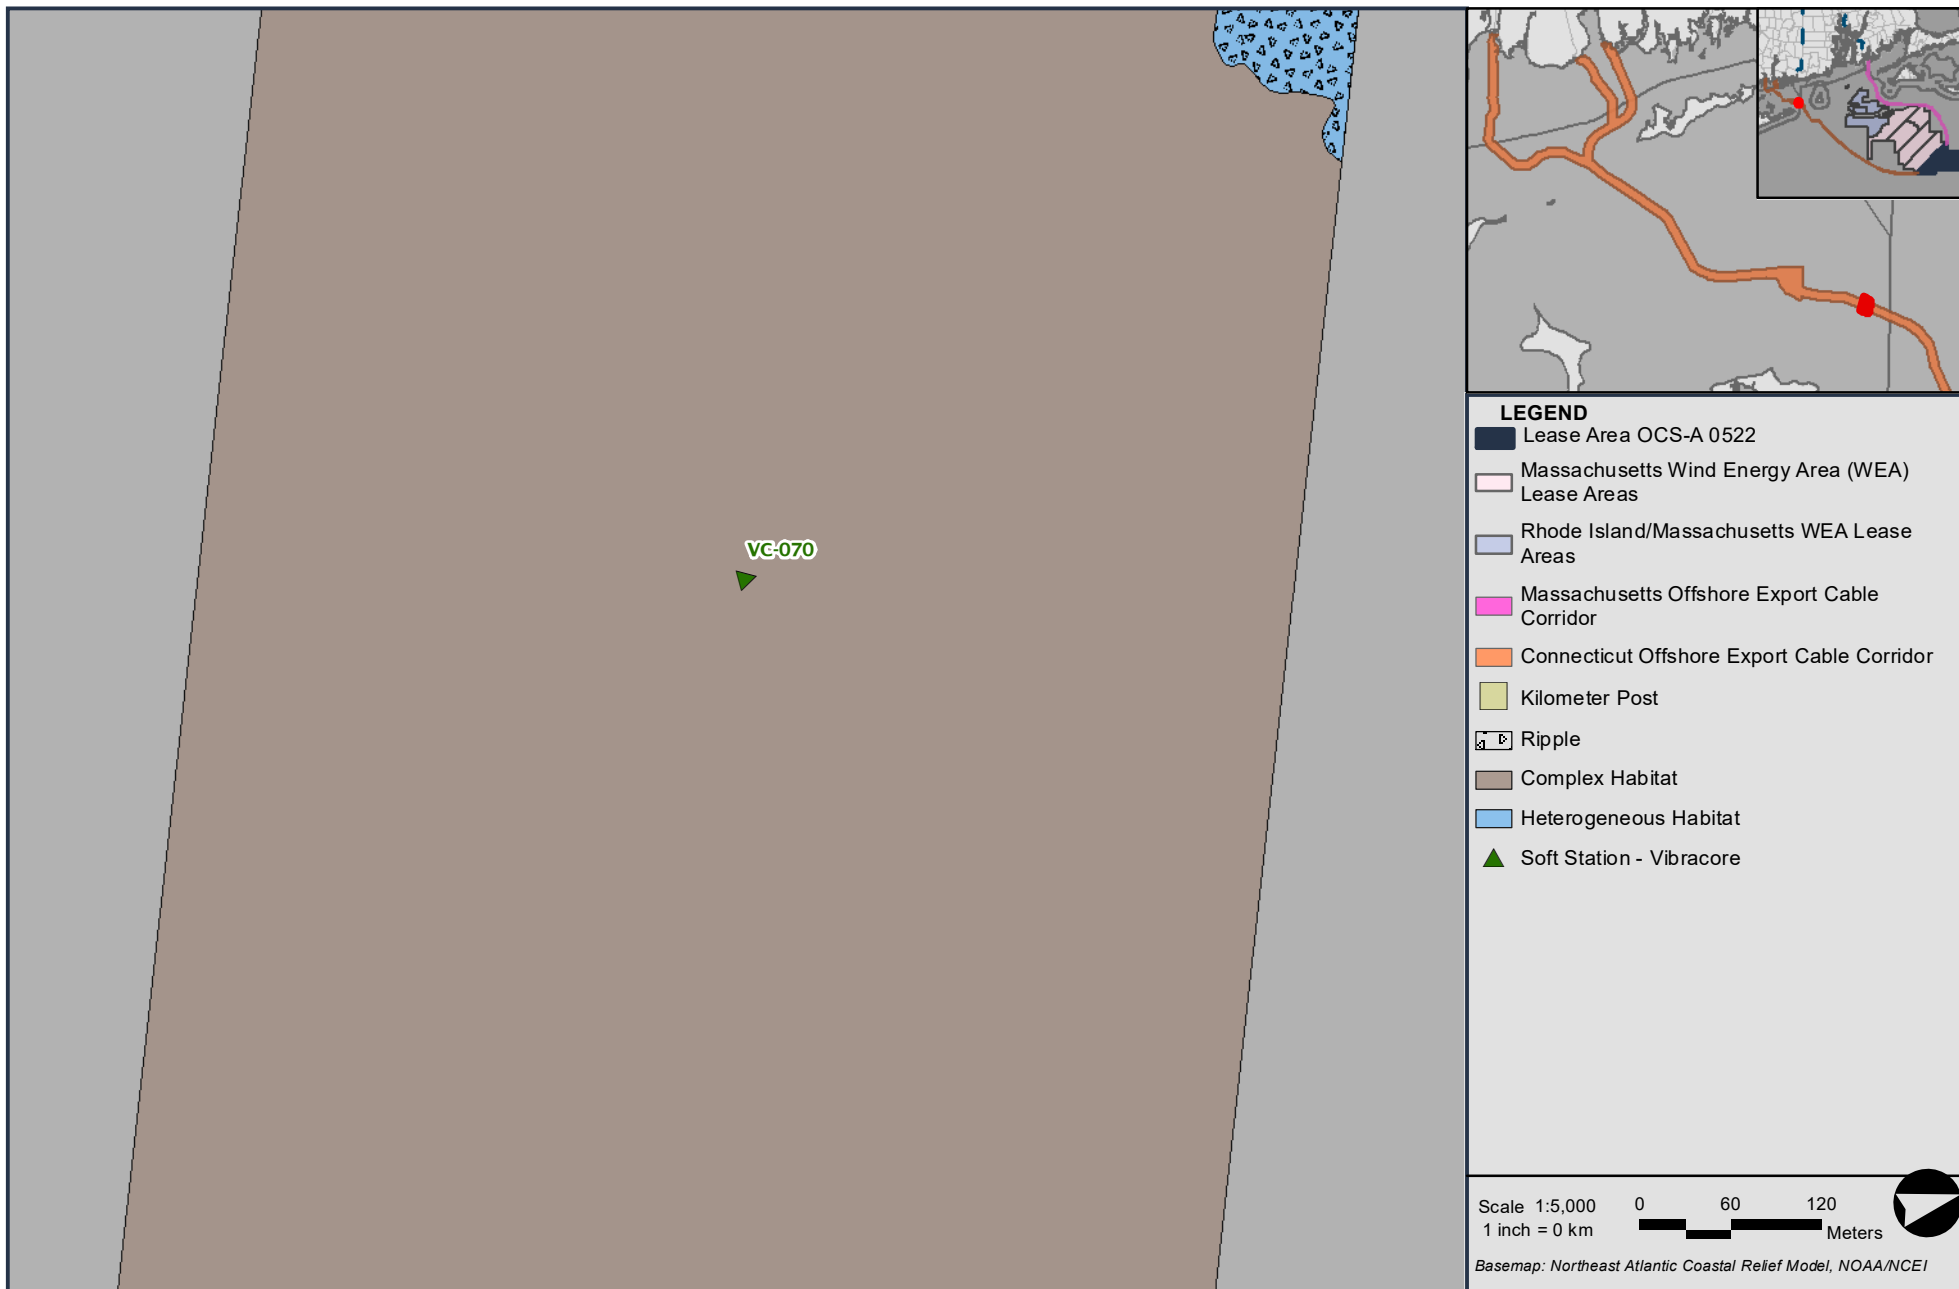 VC-070
LEGEND
Lease Area OCS-A 0522
Massachusetts Wind Energy Area (WEA)
Lease Areas
Rhode Island/Massachusetts WEA Lease
Areas
Massachusetts Offshore Export Cable
Corridor
Connecticut Offshore Export Cable Corridor
Kilometer Post
Ripple
Complex Habitat
Heterogeneous Habitat
Soft Station - Vibracore
Scale 1:5,000
1 inch = 0 km
0 60 120
Meters
Basemap: Northeast Atlantic Coastal Relief Model, NOAA/NCEI